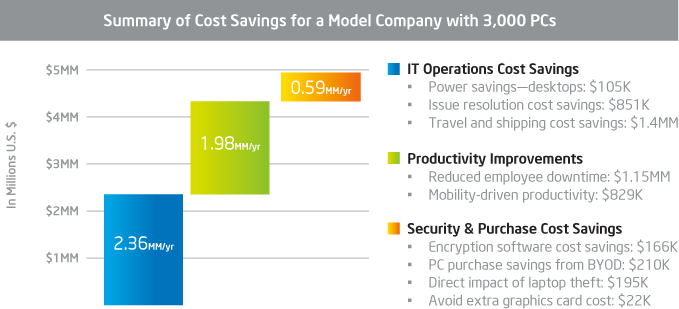 Summary of Cost Savings for a Model Company with 3,000 PCs
In Millions U.S. $
$5MM
$4MM
$3MM
$2MM
$1MM
2.36MM/yr
1.98MM/yr
0.59MM/yr
IT Operations Cost Savings
▪ Power savings—desktops: $105K
▪ Issue resolution cost savings: $851K
▪ Travel and shipping cost savings: $1.4MM
Productivity Improvements
▪ Reduced employee downtime: $1.15MM
▪ Mobility-driven productivity: $829K
Security & Purchase Cost Savings
▪ Encryption software cost savings: $166K
▪ PC purchase savings from BYOD: $210K
▪ Direct impact of laptop theft: $195K
▪ Avoid extra graphics card cost: $22K